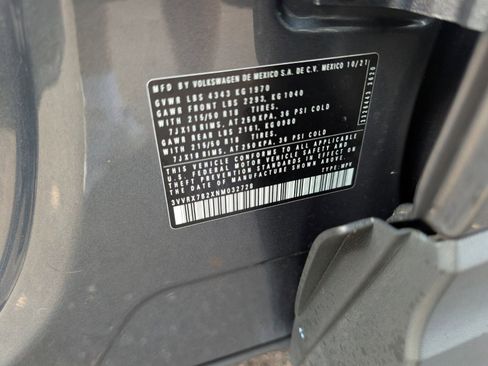 MFD BY VOLKSWAGEN DE MEXICO S.A. DE C.V. MEXICO 10/21
GVWR LBS 4343 KG 1970
GAWR FRONT LBS 2293, KG 1040
WITH 215/50 R18 TIRES,
7JX18 RIMS, AT 250 KPA, 36 PSI COLD
GAWR REAR LBS 2161, KG 0980
WITH 215/50 R18 TIRES,
7JX18 RIMS, AT 250 KPA, 36 PSI COLD
THIS VEHICLE CONFORMS TO ALL APPLICABLE
U.S. FEDERAL MOTOR VEHICLE SAFETY AND
THEFT PREVENTION STANDARDS IN EFFECT ON
THE DATE OF MANUFACTURE SHOWN ABOVE.
3VVRX7B2XNM032728 TYPE: MPV